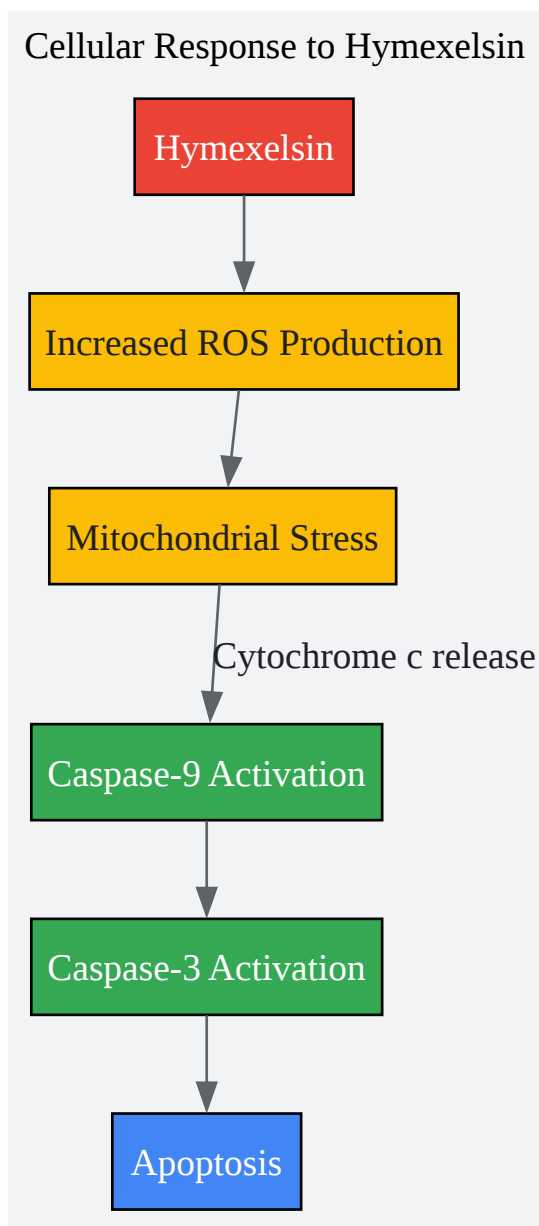 Cellular Response to Hymexelsin
Hymexelsin
Increased ROS Production
Mitochondrial Stress
Cytochrome c release
Caspase-9 Activation
Caspase-3 Activation
Apoptosis